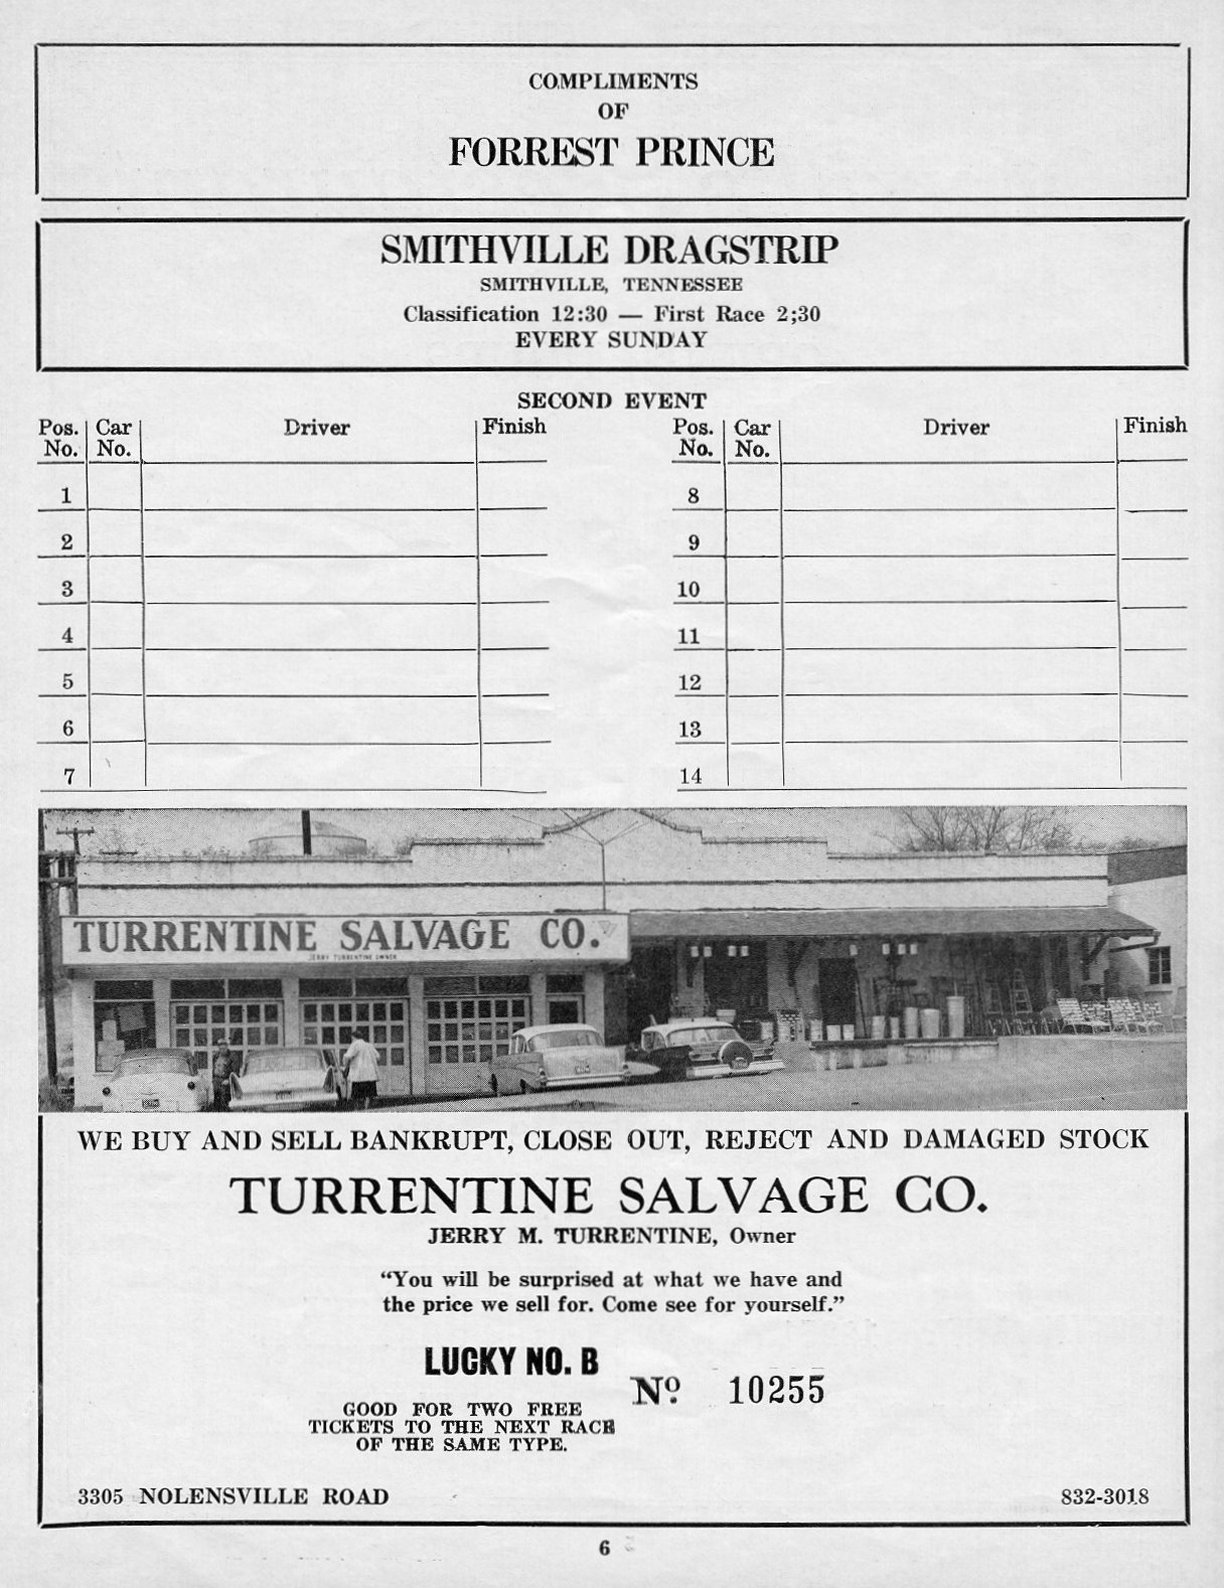 COMPLIMENTS
OF
FORREST PRINCE
SMITHVILLE DRAGSTRIP
SMITHVILLE, TENNESSEE
Classification 12:30 — First Race 2;30
EVERY SUNDAY
SECOND EVENT
Pos. No. Car No. Driver Finish
1
2
3
4
5
6
7
Pos. No. Car No. Driver Finish
8
9
10
11
12
13
14
TURRENTINE SALVAGE CO.
JERRY TURRENTINE OWNER
WE BUY AND SELL BANKRUPT, CLOSE OUT, REJECT AND DAMAGED STOCK
TURRENTINE SALVAGE CO.
JERRY M. TURRENTINE, Owner
“You will be surprised at what we have and
the price we sell for. Come see for yourself.”
LUCKY NO. B
Nº 10255
GOOD FOR TWO FREE
TICKETS TO THE NEXT RACE
OF THE SAME TYPE.
3305 NOLENSVILLE ROAD 832-3018
6